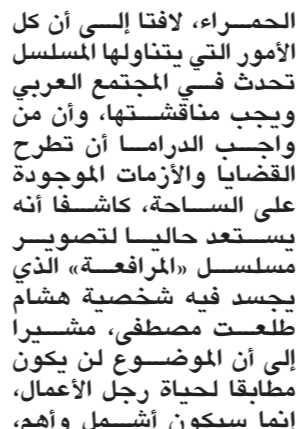 الحمراء، لافتا إلى أن كل
الأمور التي يتناولها المسلسل
تحدث في المجتمع العربي
ويجب مناقشتها، وأن من
واجب الدراما أن تطرح
القضايا والأزمات الموجودة
على الساحة، كاشفا أنه
يستعد حاليا لتصوير
مسلسل «المرافعة» الذي
يجسد فيه شخصية هشام
طلعت مصطفى، مشيرا
إلى أن الموضوع لن يكون
مطابقا لحياة رجل الأعمال،
إنما سيكون أشمل وأهم،